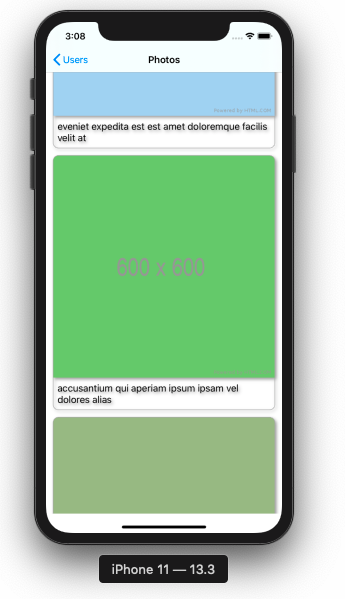 3:08
Users
Photos
Powered by HTML.COM
eveniet expedita est est amet doloremque facilis
velit at
600 x 600
accusantium qui aperiam ipsum ipsam vel
dolores alias
iPhone 11 — 13.3